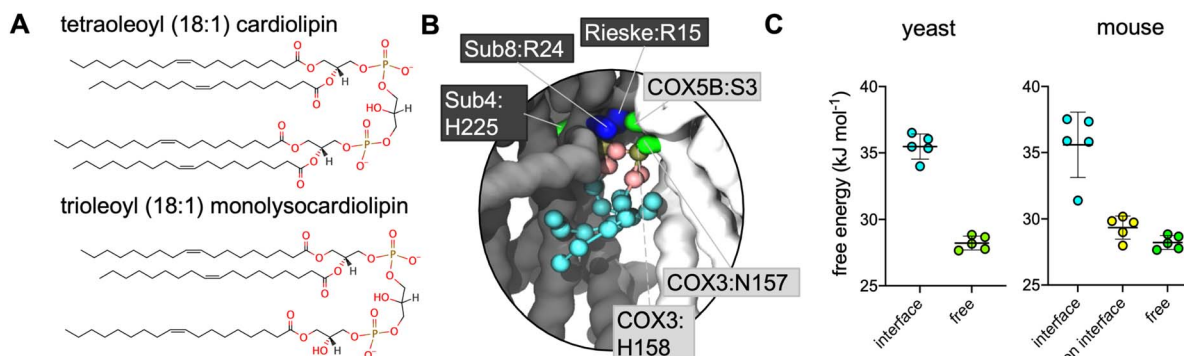 A
tetraoleoyl (18:1) cardiolipin
trioleoyl (18:1) monolysocardiolipin
B
Sub8:R24
Rieske:R15
COX5B:S3
Sub4:
H225
COX3:N157
COX3:
H158
C
yeast
mouse
free energy (kJ mol⁻¹)
40
35
30
25
interface
free
40
35
30
25
interface
interface
free